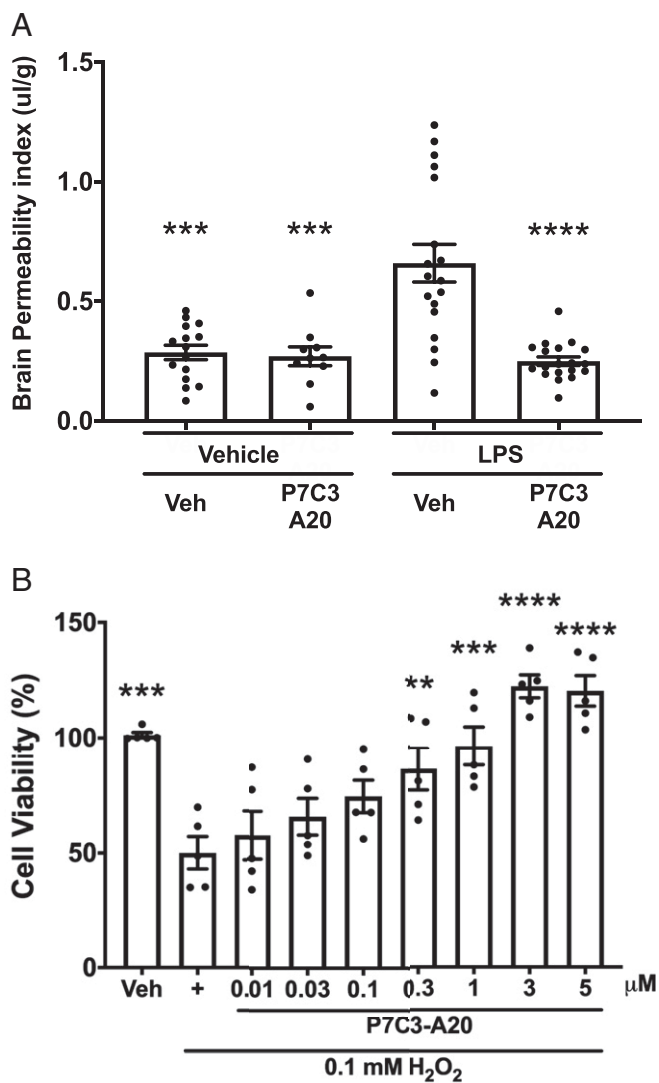 A
Brain Permeability index (ul/g)
1.5
1.0
0.5
0.0
*** *** ****
Vehicle LPS
Veh P7C3 A20 Veh P7C3 A20
B
Cell Viability (%)
150
100
50
0
*** ** *** **** ****
Veh + 0.01 0.03 0.1 0.3 1 3 5 μM
P7C3-A20
0.1 mM H₂O₂